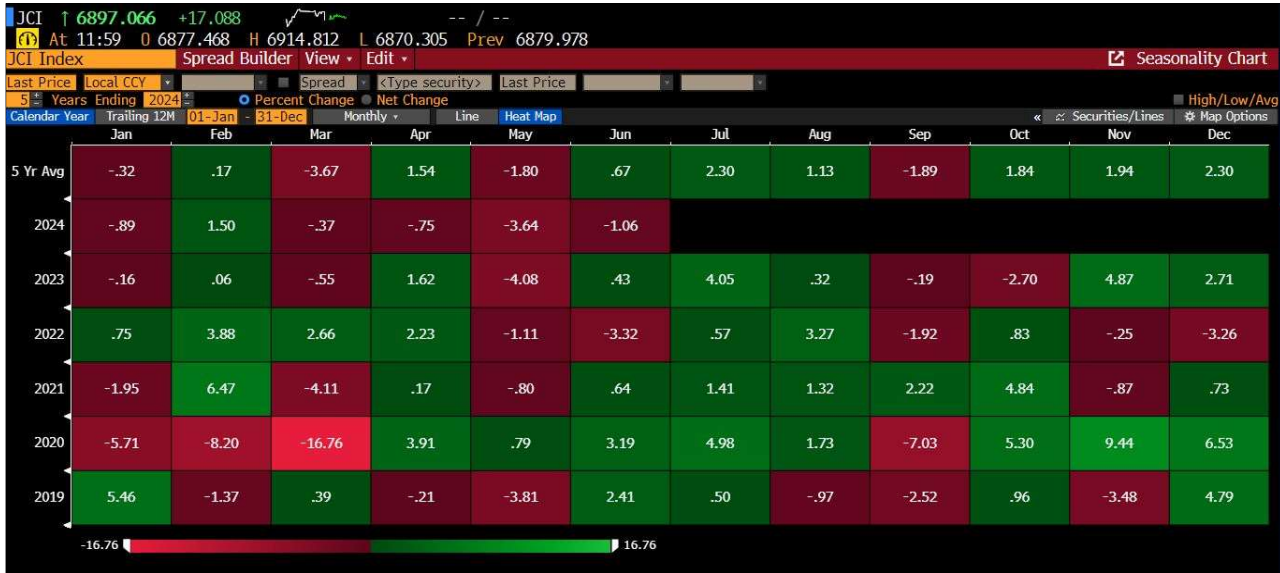 JCI ↑ 6897.066 +17.088 -- / --
At 11:59 O 6877.468 H 6914.812 L 6870.305 Prev 6879.978
JCI Index Spread Builder View Edit Seasonality Chart
Last Price Local CCY Spread <Type security> Last Price
5 Years Ending 2024 Percent Change Net Change High/Low/Avg
Calendar Year Trailing 12M 01-Jan - 31-Dec Monthly Line Heat Map « Securities/Lines Map Options
Jan Feb Mar Apr May Jun Jul Aug Sep Oct Nov Dec
5 Yr Avg -.32 .17 -3.67 1.54 -1.80 .67 2.30 1.13 -1.89 1.84 1.94 2.30
2024 -.89 1.50 -.37 -.75 -3.64 -1.06
2023 -.16 .06 -.55 1.62 -4.08 .43 4.05 .32 -.19 -2.70 4.87 2.71
2022 .75 3.88 2.66 2.23 -1.11 -3.32 .57 3.27 -1.92 .83 -.25 -3.26
2021 -1.95 6.47 -4.11 .17 -.80 .64 1.41 1.32 2.22 4.84 -.87 .73
2020 -5.71 -8.20 -16.76 3.91 .79 3.19 4.98 1.73 -7.03 5.30 9.44 6.53
2019 5.46 -1.37 .39 -.21 -3.81 2.41 .50 -.97 -2.52 .96 -3.48 4.79
-16.76 16.76